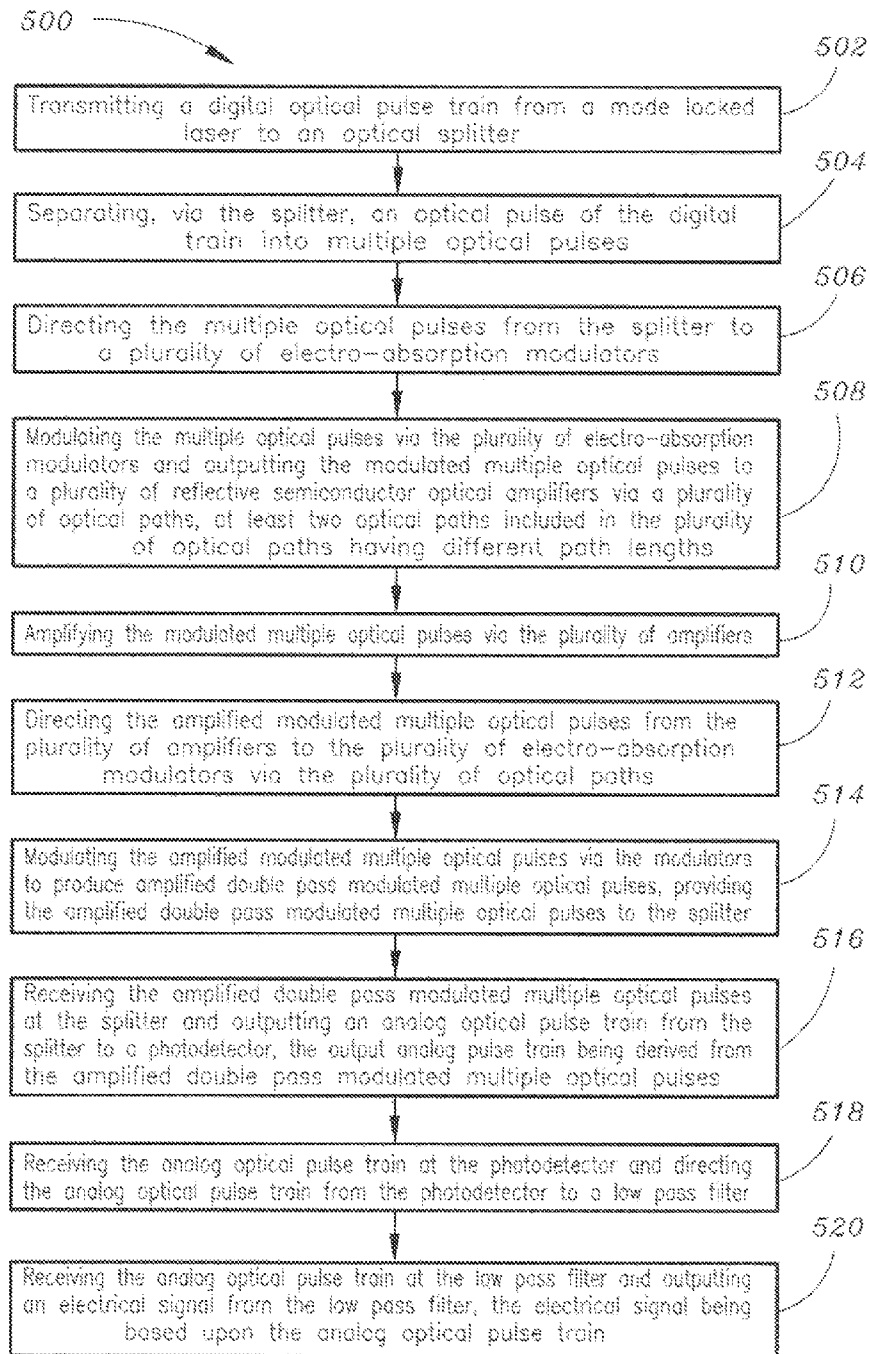 500
502
Transmitting a digital optical pulse train from a mode locked
laser to an optical splitter
504
Separating, via the splitter, an optical pulse of the digital
train into multiple optical pulses
506
Directing the multiple optical pulses from the splitter to
a plurality of electro-absorption modulators
508
Modulating the multiple optical pulses via the plurality of electro-absorption
modulators and outputting the modulated multiple optical pulses to
a plurality of reflective semiconductor optical amplifiers via a plurality
of optical paths, at least two optical paths included in the plurality
of optical paths having different path lengths
510
Amplifying the modulated multiple optical pulses via the plurality of amplifiers
512
Directing the amplified modulated multiple optical pulses from the
plurality of amplifiers to the plurality of electro-absorption
modulators via the plurality of optical paths
514
Modulating the amplified modulated multiple optical pulses via the modulators
to produce amplified double pass modulated multiple optical pulses, providing
the amplified double pass modulated multiple optical pulses to the splitter
516
Receiving the amplified double pass modulated multiple optical pulses
at the splitter and outputting an analog optical pulse train from the
splitter to a photodetector, the output analog pulse train being derived from
the amplified double pass modulated multiple optical pulses
518
Receiving the analog optical pulse train at the photodetector and directing
the analog optical pulse train from the photodetector to a low pass filter
520
Receiving the analog optical pulse train at the low pass filter and outputting
an electrical signal from the low pass filter, the electrical signal being
based upon the analog optical pulse train